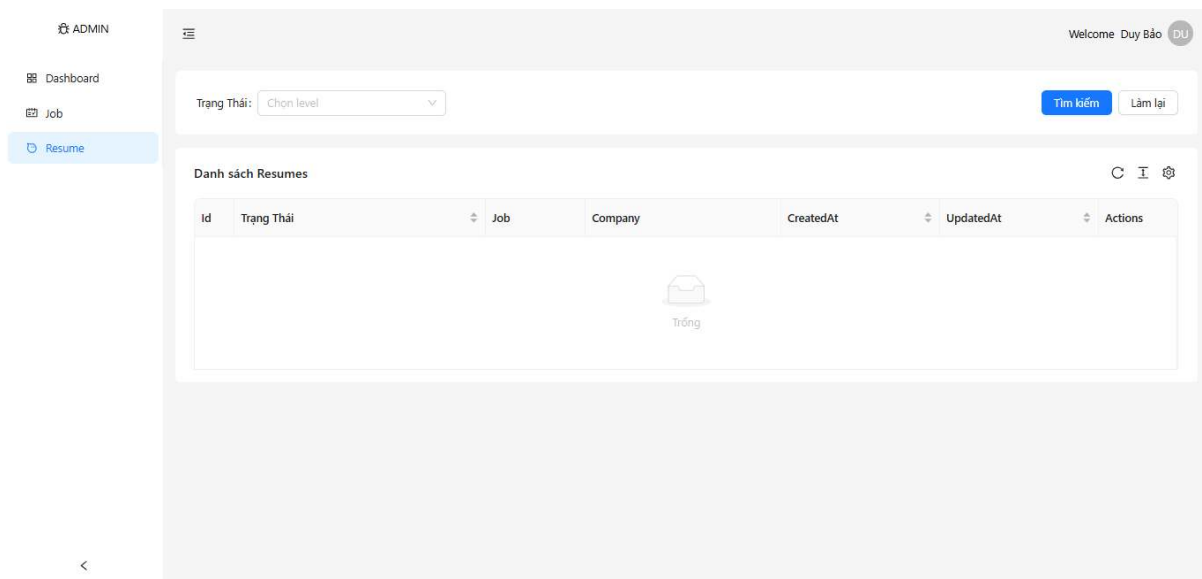 ADMIN
Welcome Duy Bảo DU
Dashboard
Job
Resume
Trạng Thái: Chọn level
Tìm kiếm Làm lại
Danh sách Resumes
Id Trạng Thái Job Company CreatedAt UpdatedAt Actions
Trống